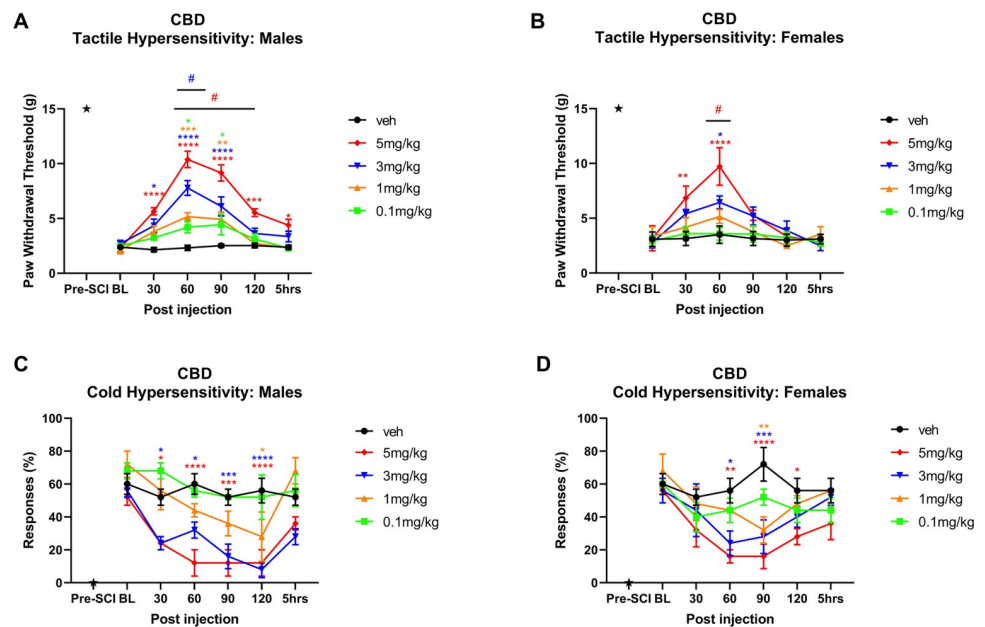 A
CBD
Tactile Hypersensitivity: Males
#
#
Paw Withdrawal Threshold (g)
15
10
5
0
*
***
****
****
*
**
****
****
*
****
***
*
Pre-SCI BL 30 60 90 120 5hrs
Post injection
veh
5mg/kg
3mg/kg
1mg/kg
0.1mg/kg
B
CBD
Tactile Hypersensitivity: Females
#
Paw Withdrawal Threshold (g)
15
10
5
0
*
****
**
Pre-SCI BL 30 60 90 120 5hrs
Post injection
veh
5mg/kg
3mg/kg
1mg/kg
0.1mg/kg
C
CBD
Cold Hypersensitivity: Males
Responses (%)
100
80
60
40
20
0
*
*
*
****
***
***
*
****
****
Pre-SCI BL 30 60 90 120 5hrs
Post injection
veh
5mg/kg
3mg/kg
1mg/kg
0.1mg/kg
D
CBD
Cold Hypersensitivity: Females
Responses (%)
100
80
60
40
20
0
*
**
**
***
****
*
Pre-SCI BL 30 60 90 120 5hrs
Post injection
veh
5mg/kg
3mg/kg
1mg/kg
0.1mg/kg